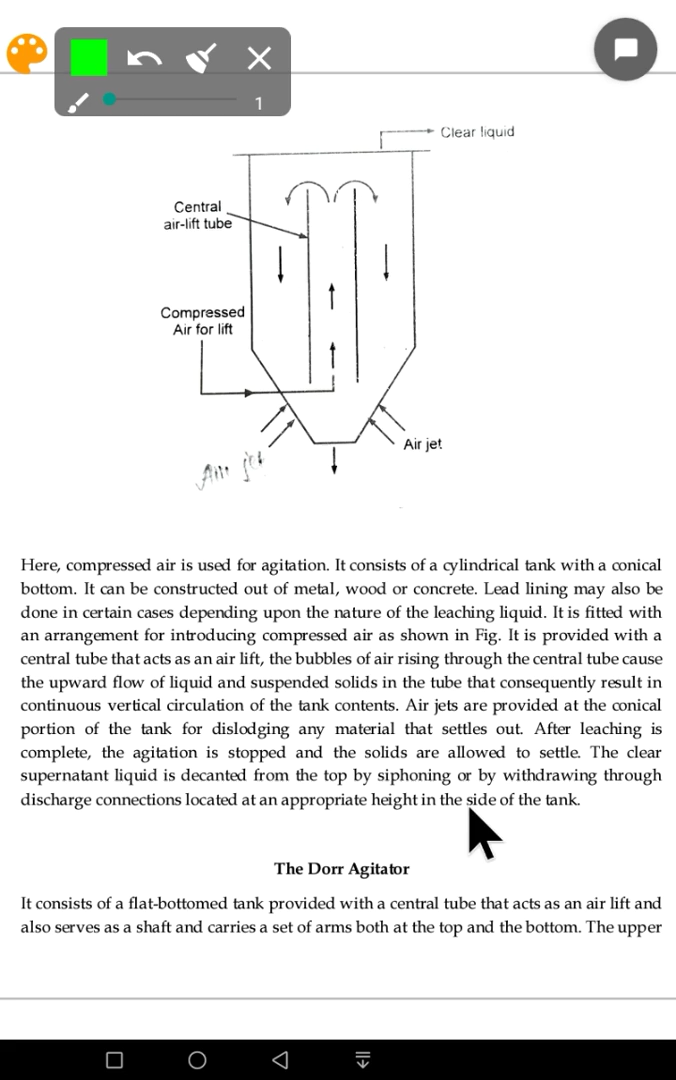 1
Clear liquid
Central
air-lift tube
Compressed
Air for lift
Air jet
Air jet
Here, compressed air is used for agitation. It consists of a cylindrical tank with a conical
bottom. It can be constructed out of metal, wood or concrete. Lead lining may also be
done in certain cases depending upon the nature of the leaching liquid. It is fitted with
an arrangement for introducing compressed air as shown in Fig. It is provided with a
central tube that acts as an air lift, the bubbles of air rising through the central tube cause
the upward flow of liquid and suspended solids in the tube that consequently result in
continuous vertical circulation of the tank contents. Air jets are provided at the conical
portion of the tank for dislodging any material that settles out. After leaching is
complete, the agitation is stopped and the solids are allowed to settle. The clear
supernatant liquid is decanted from the top by siphoning or by withdrawing through
discharge connections located at an appropriate height in the side of the tank.
The Dorr Agitator
It consists of a flat-bottomed tank provided with a central tube that acts as an air lift and
also serves as a shaft and carries a set of arms both at the top and the bottom. The upper